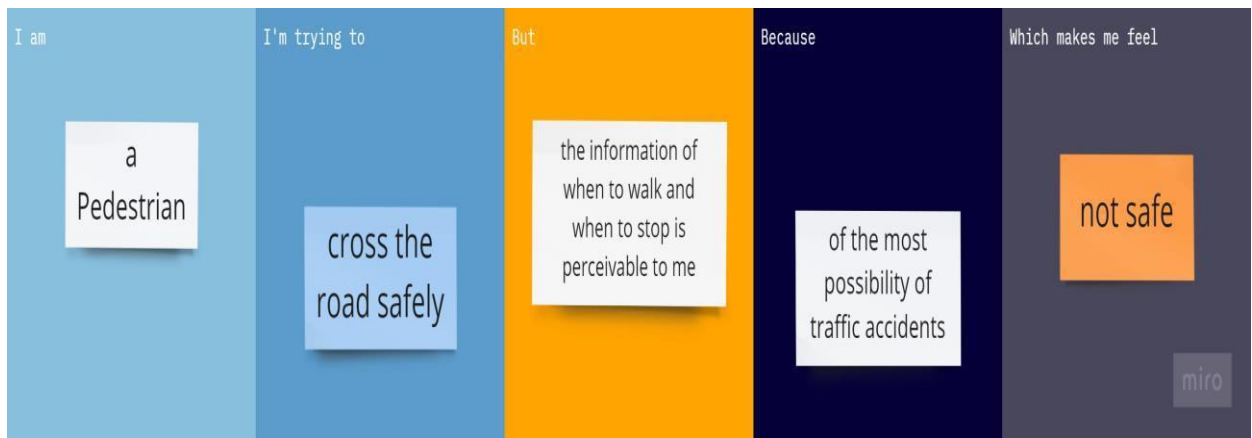 I am
a
Pedestrian
I'm trying to
cross the
road safely
But
the information of
when to walk and
when to stop is
perceivable to me
Because
of the most
possibility of
traffic accidents
Which makes me feel
not safe
miro